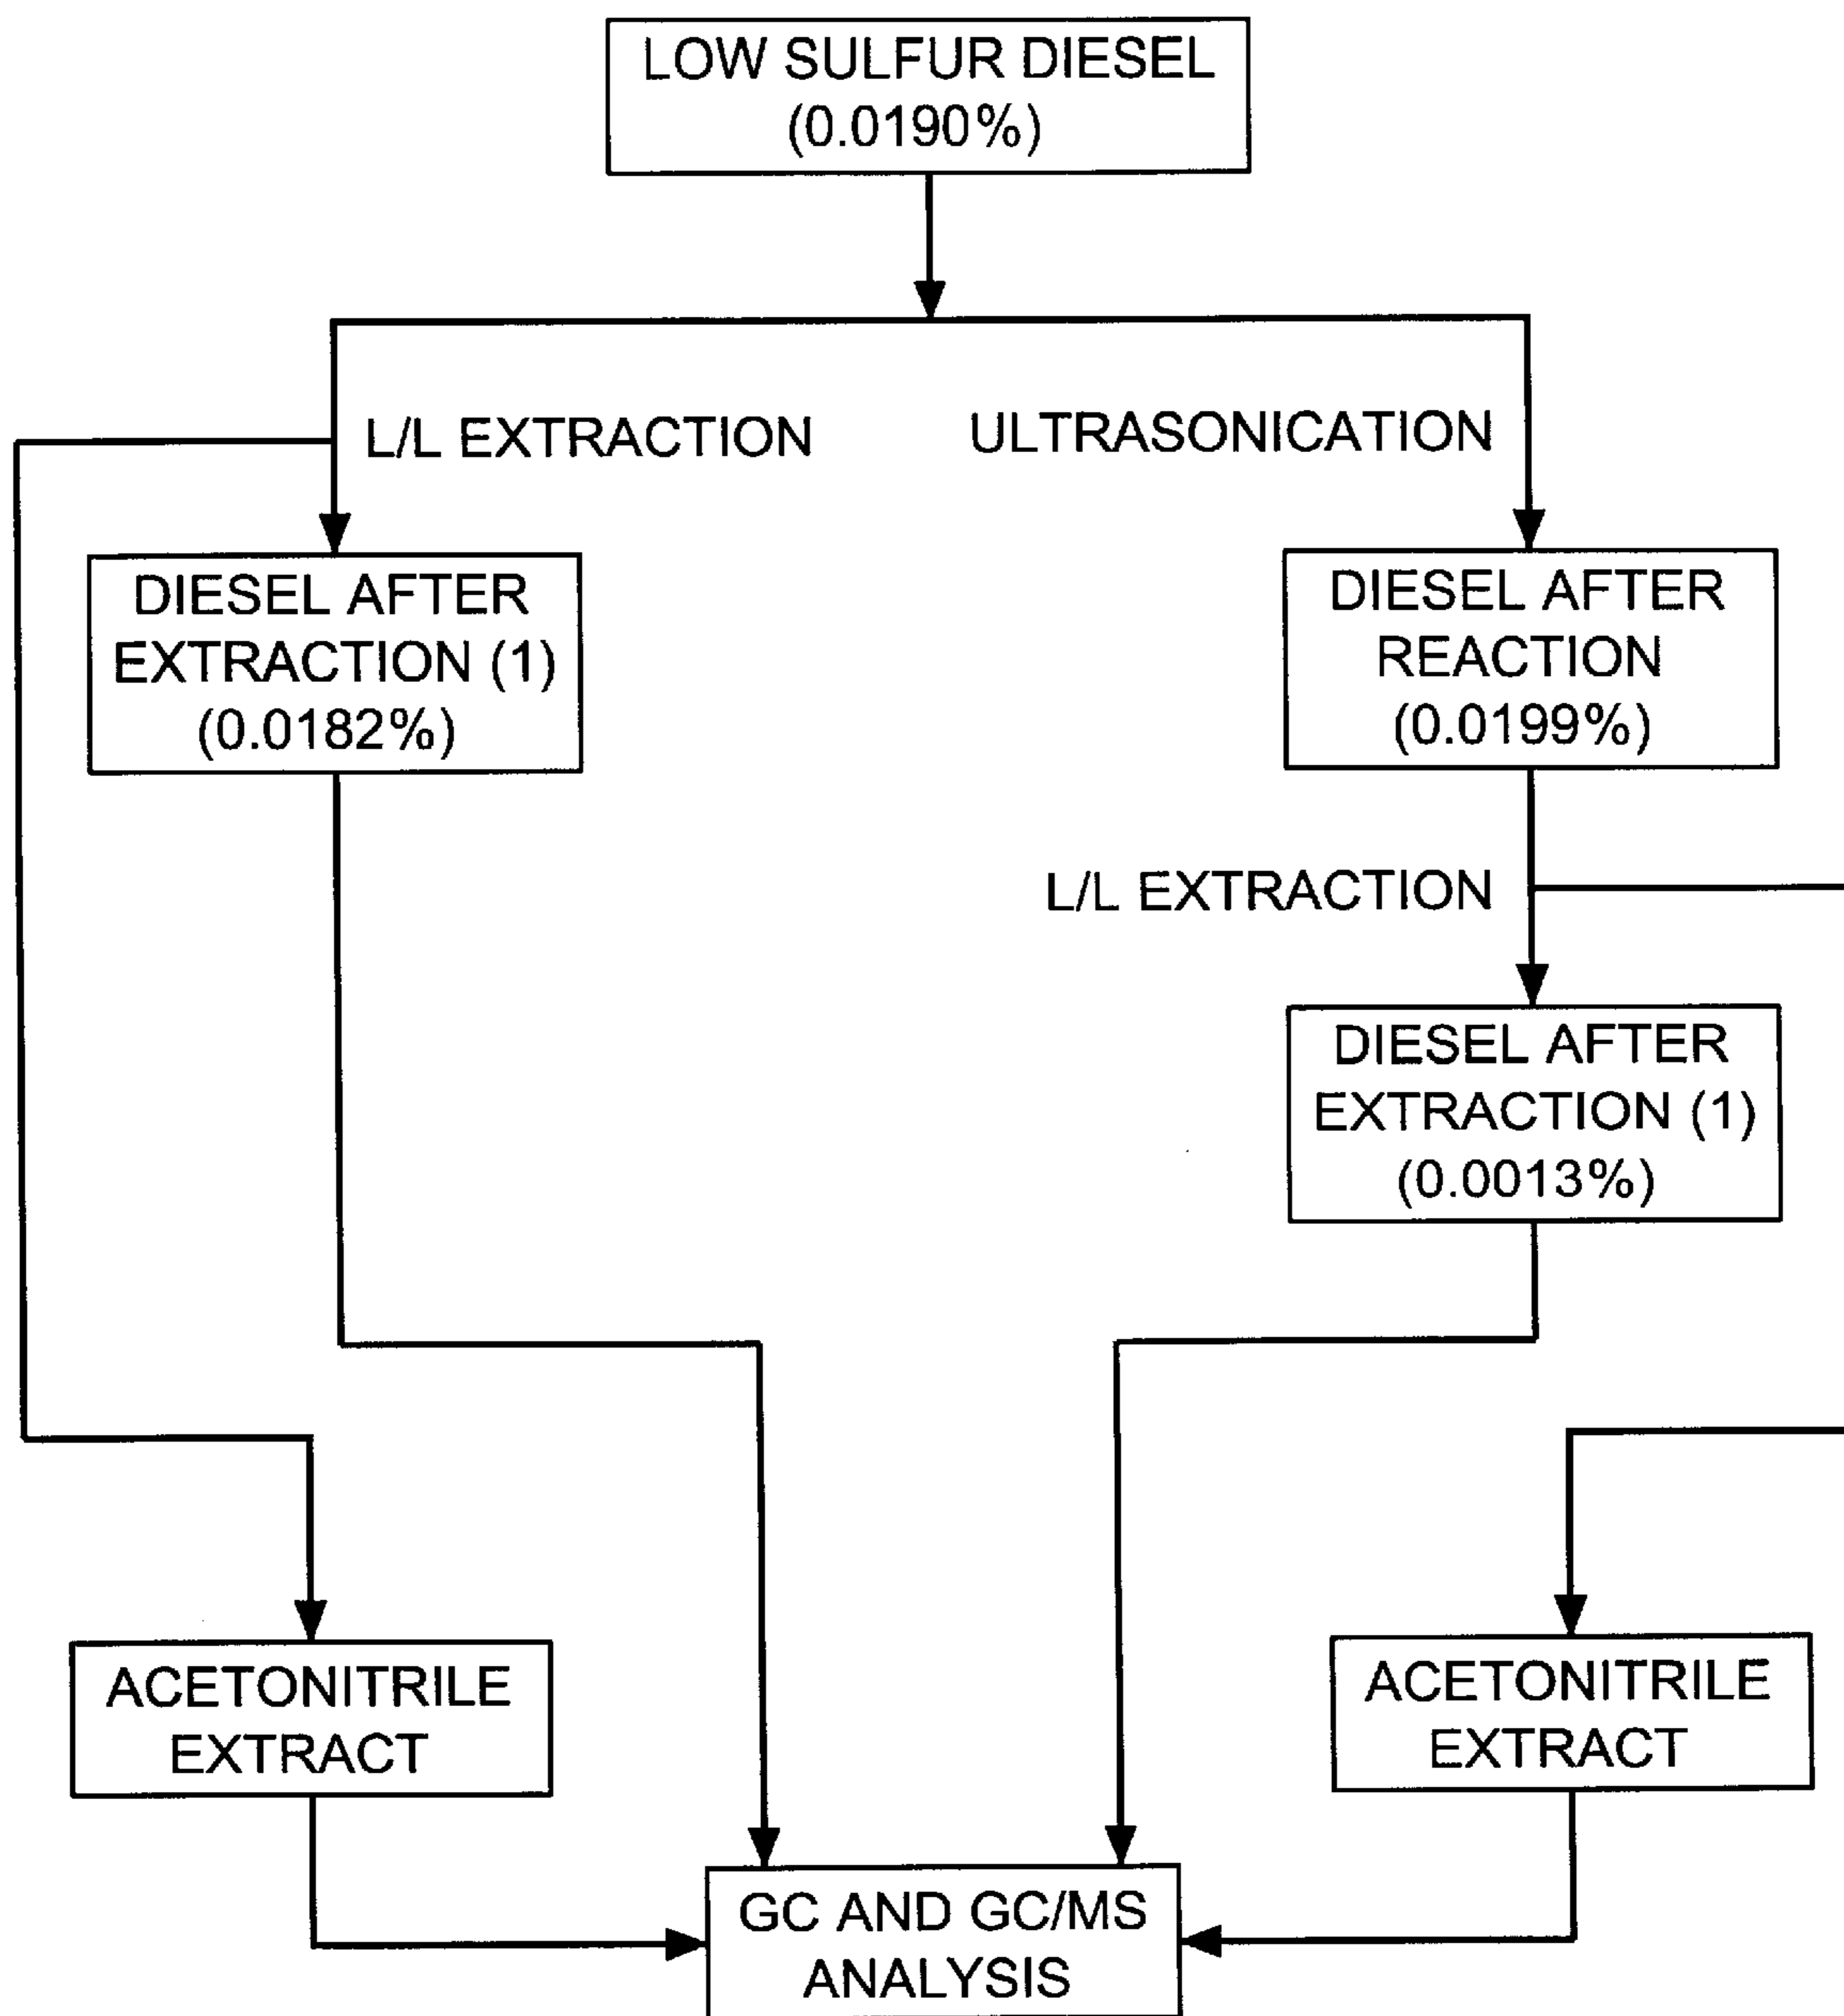 LOW SULFUR DIESEL
(0.0190%)
L/L EXTRACTION
ULTRASONICATION
DIESEL AFTER
EXTRACTION (1)
(0.0182%)
DIESEL AFTER
REACTION
(0.0199%)
L/L EXTRACTION
DIESEL AFTER
EXTRACTION (1)
(0.0013%)
ACETONITRILE
EXTRACT
ACETONITRILE
EXTRACT
GC AND GC/MS
ANALYSIS